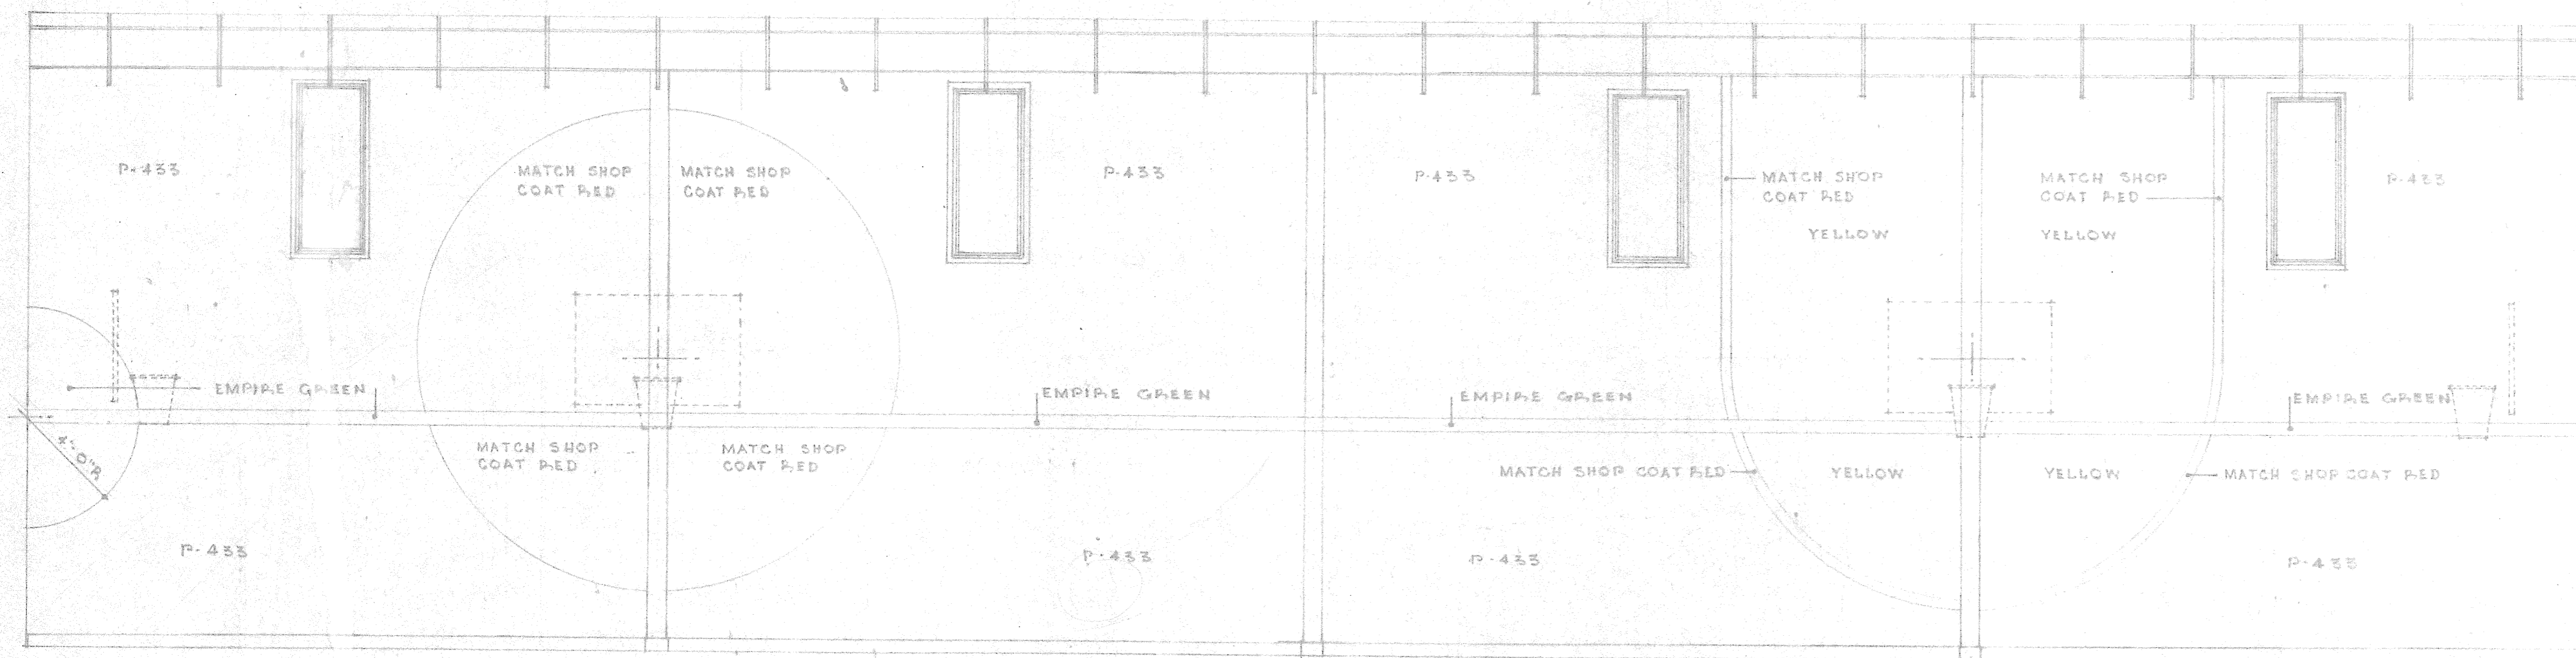 P-433
MATCH SHOP
COAT RED
MATCH SHOP
COAT RED
P-433
P-433
MATCH SHOP
COAT RED
YELLOW
MATCH SHOP
COAT RED
YELLOW
P-433
EMPIRE GREEN
EMPIRE GREEN
EMPIRE GREEN
EMPIRE GREEN
MATCH SHOP
COAT RED
MATCH SHOP
COAT RED
MATCH SHOP COAT RED
YELLOW
YELLOW
MATCH SHOP COAT RED
P-433
P-433
P-433
P-433